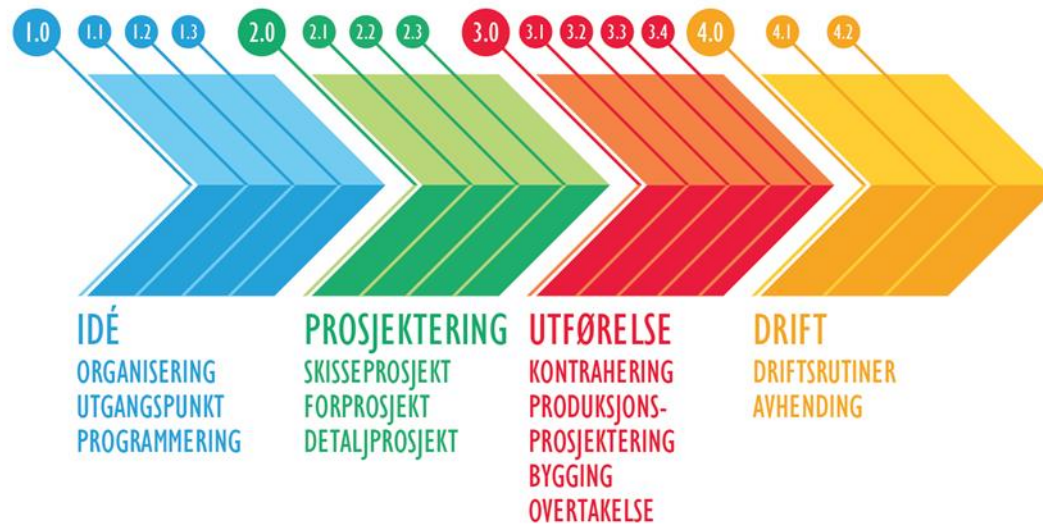 1.0 1.1 1.2 1.3 2.0 2.1 2.2 2.3 3.0 3.1 3.2 3.3 3.4 4.0 4.1 4.2
IDÉ
ORGANISERING
UTGANGSPUNKT
PROGRAMMERING
PROSJEKTERING
SKISSEPROSJEKT
FORPROSJEKT
DETALJPROSJEKT
UTFØRELSE
KONTRAHERING
PRODUKSJONS-
PROSJEKTERING
BYGGING
OVERTAKELSE
DRIFT
DRIFTSRUTINER
AVHENDING